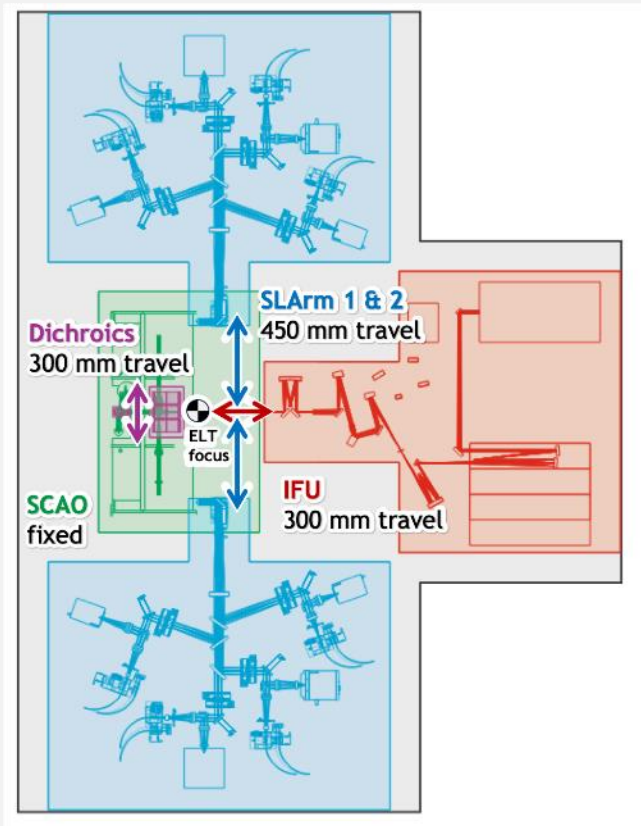 SLArm 1 & 2
450 mm travel
Dichroics
300 mm travel
ELT
focus
SCAO
fixed
IFU
300 mm travel